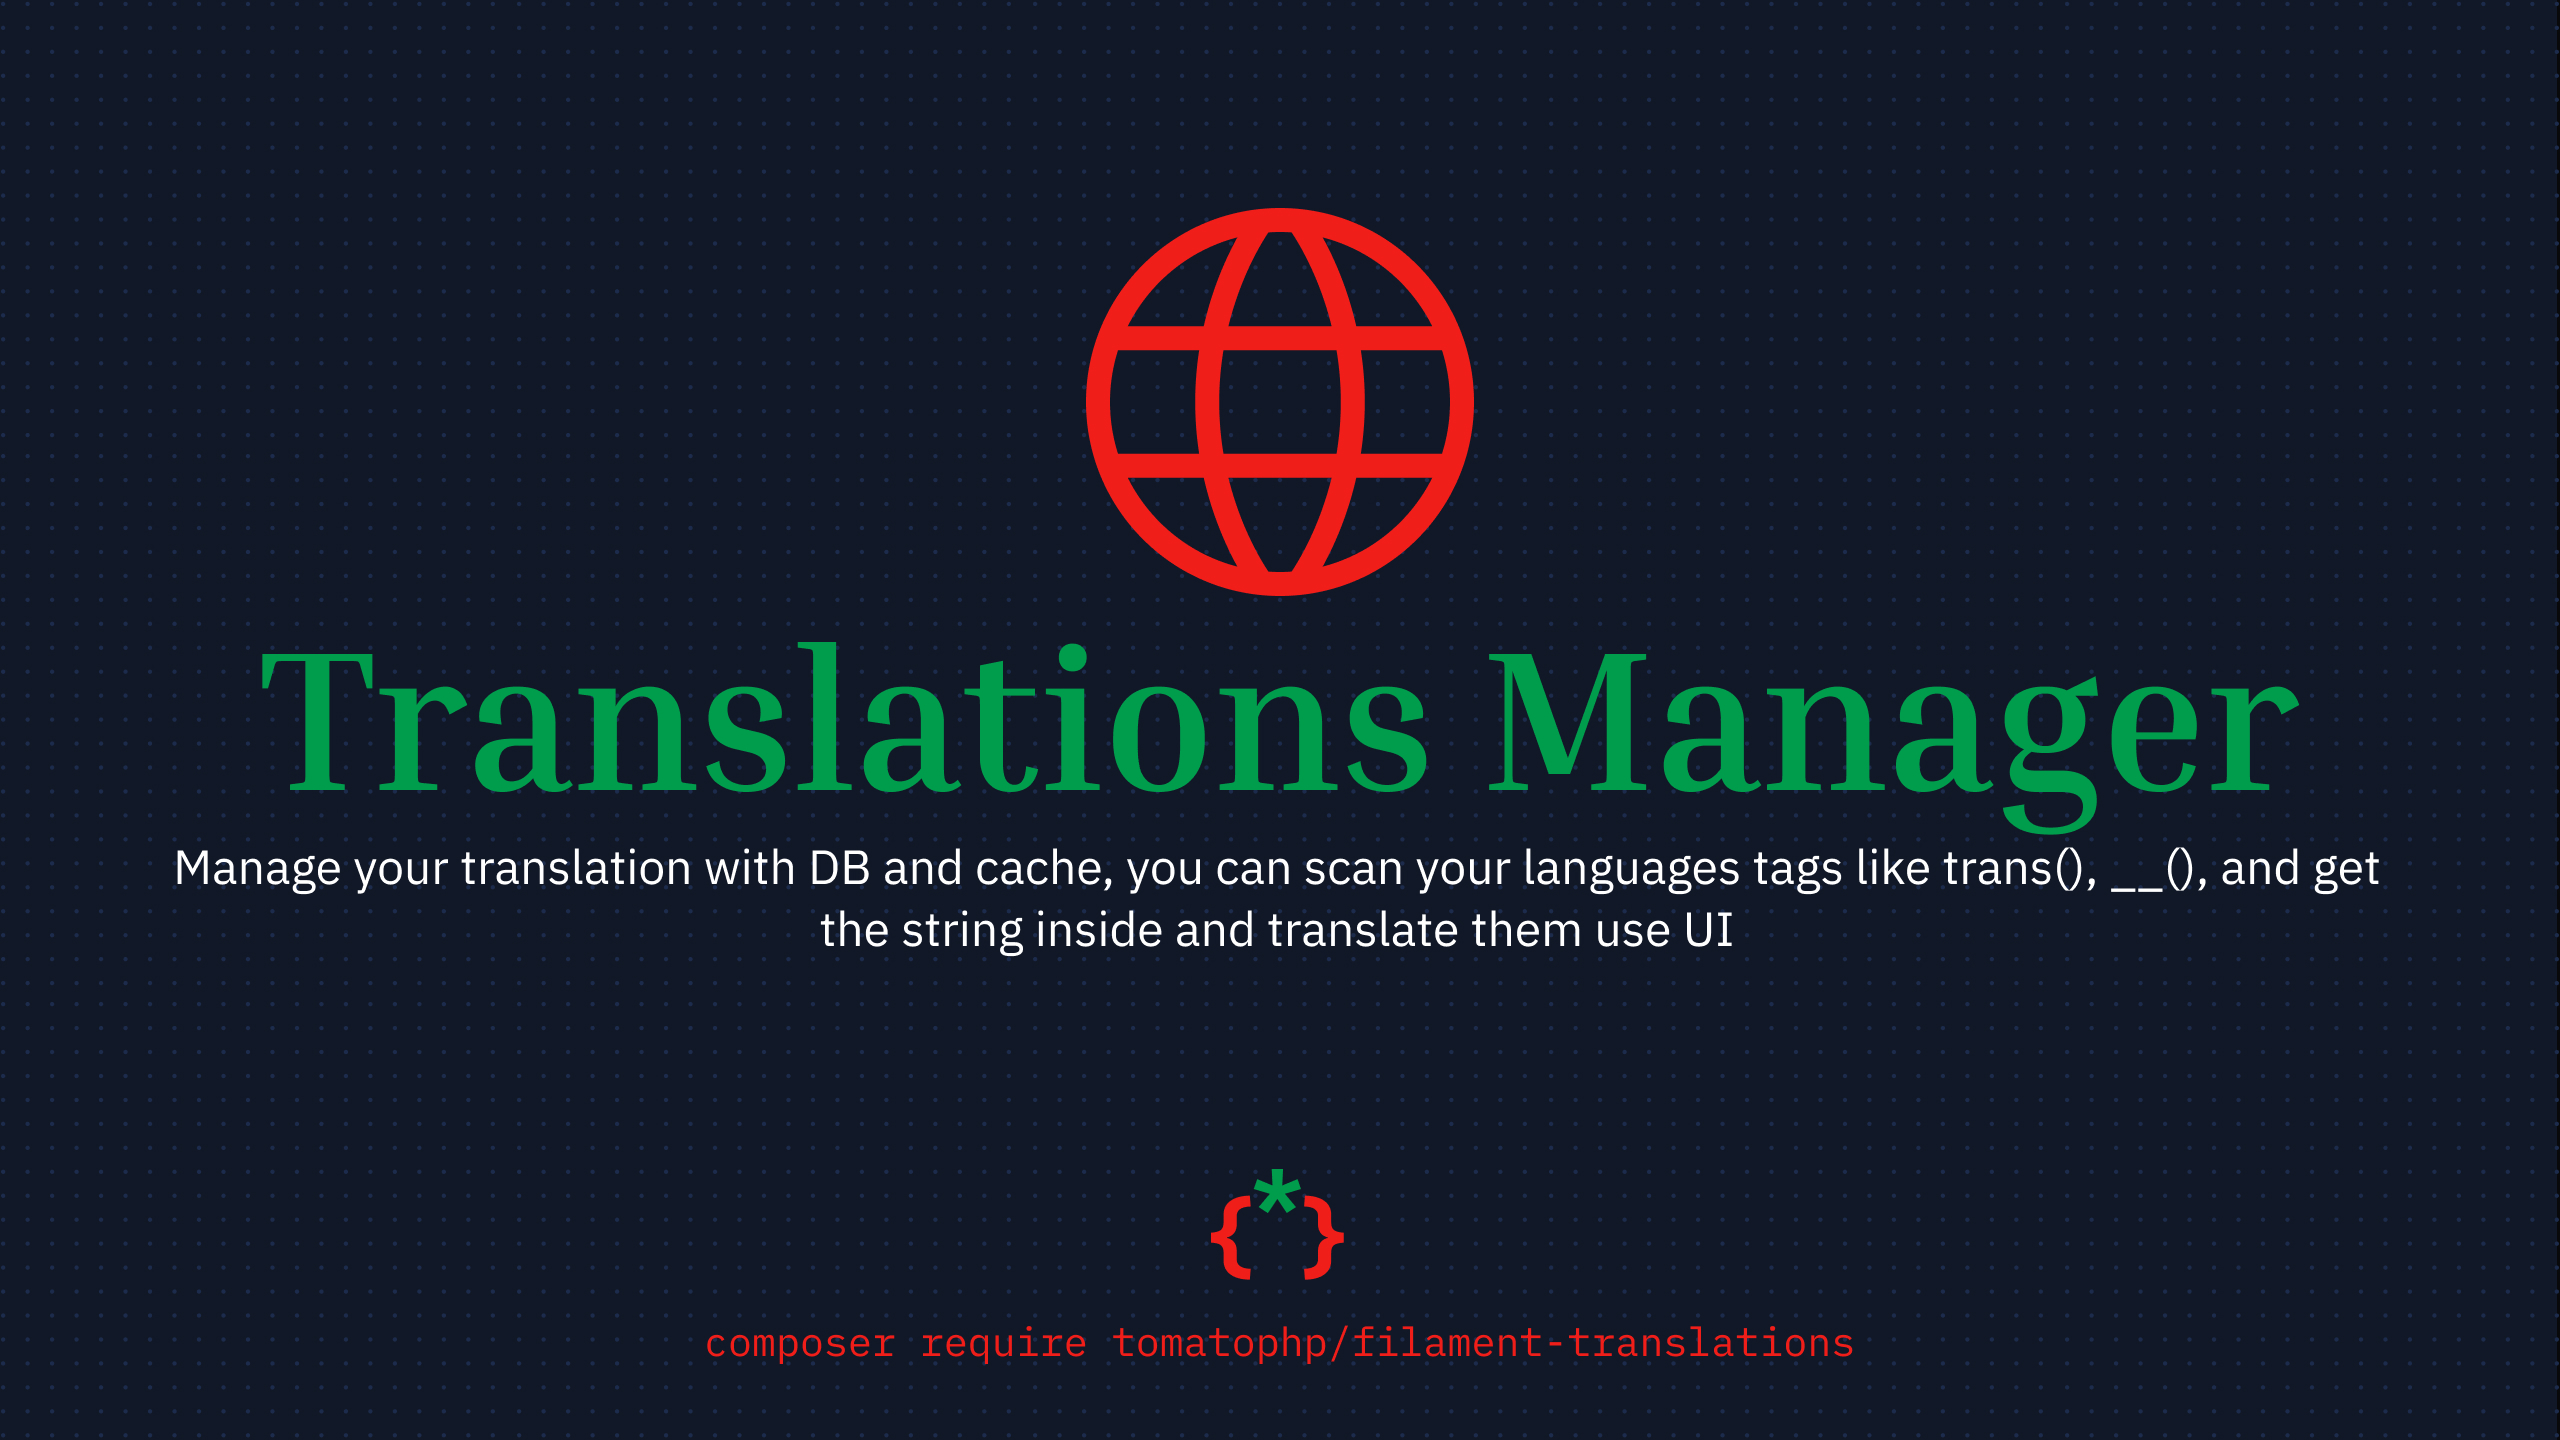 Translations Manager
Manage your translation with DB and cache, you can scan your languages tags like trans(), __(), and get
the string inside and translate them use UI
{*}
composer require tomatophp/filament-translations